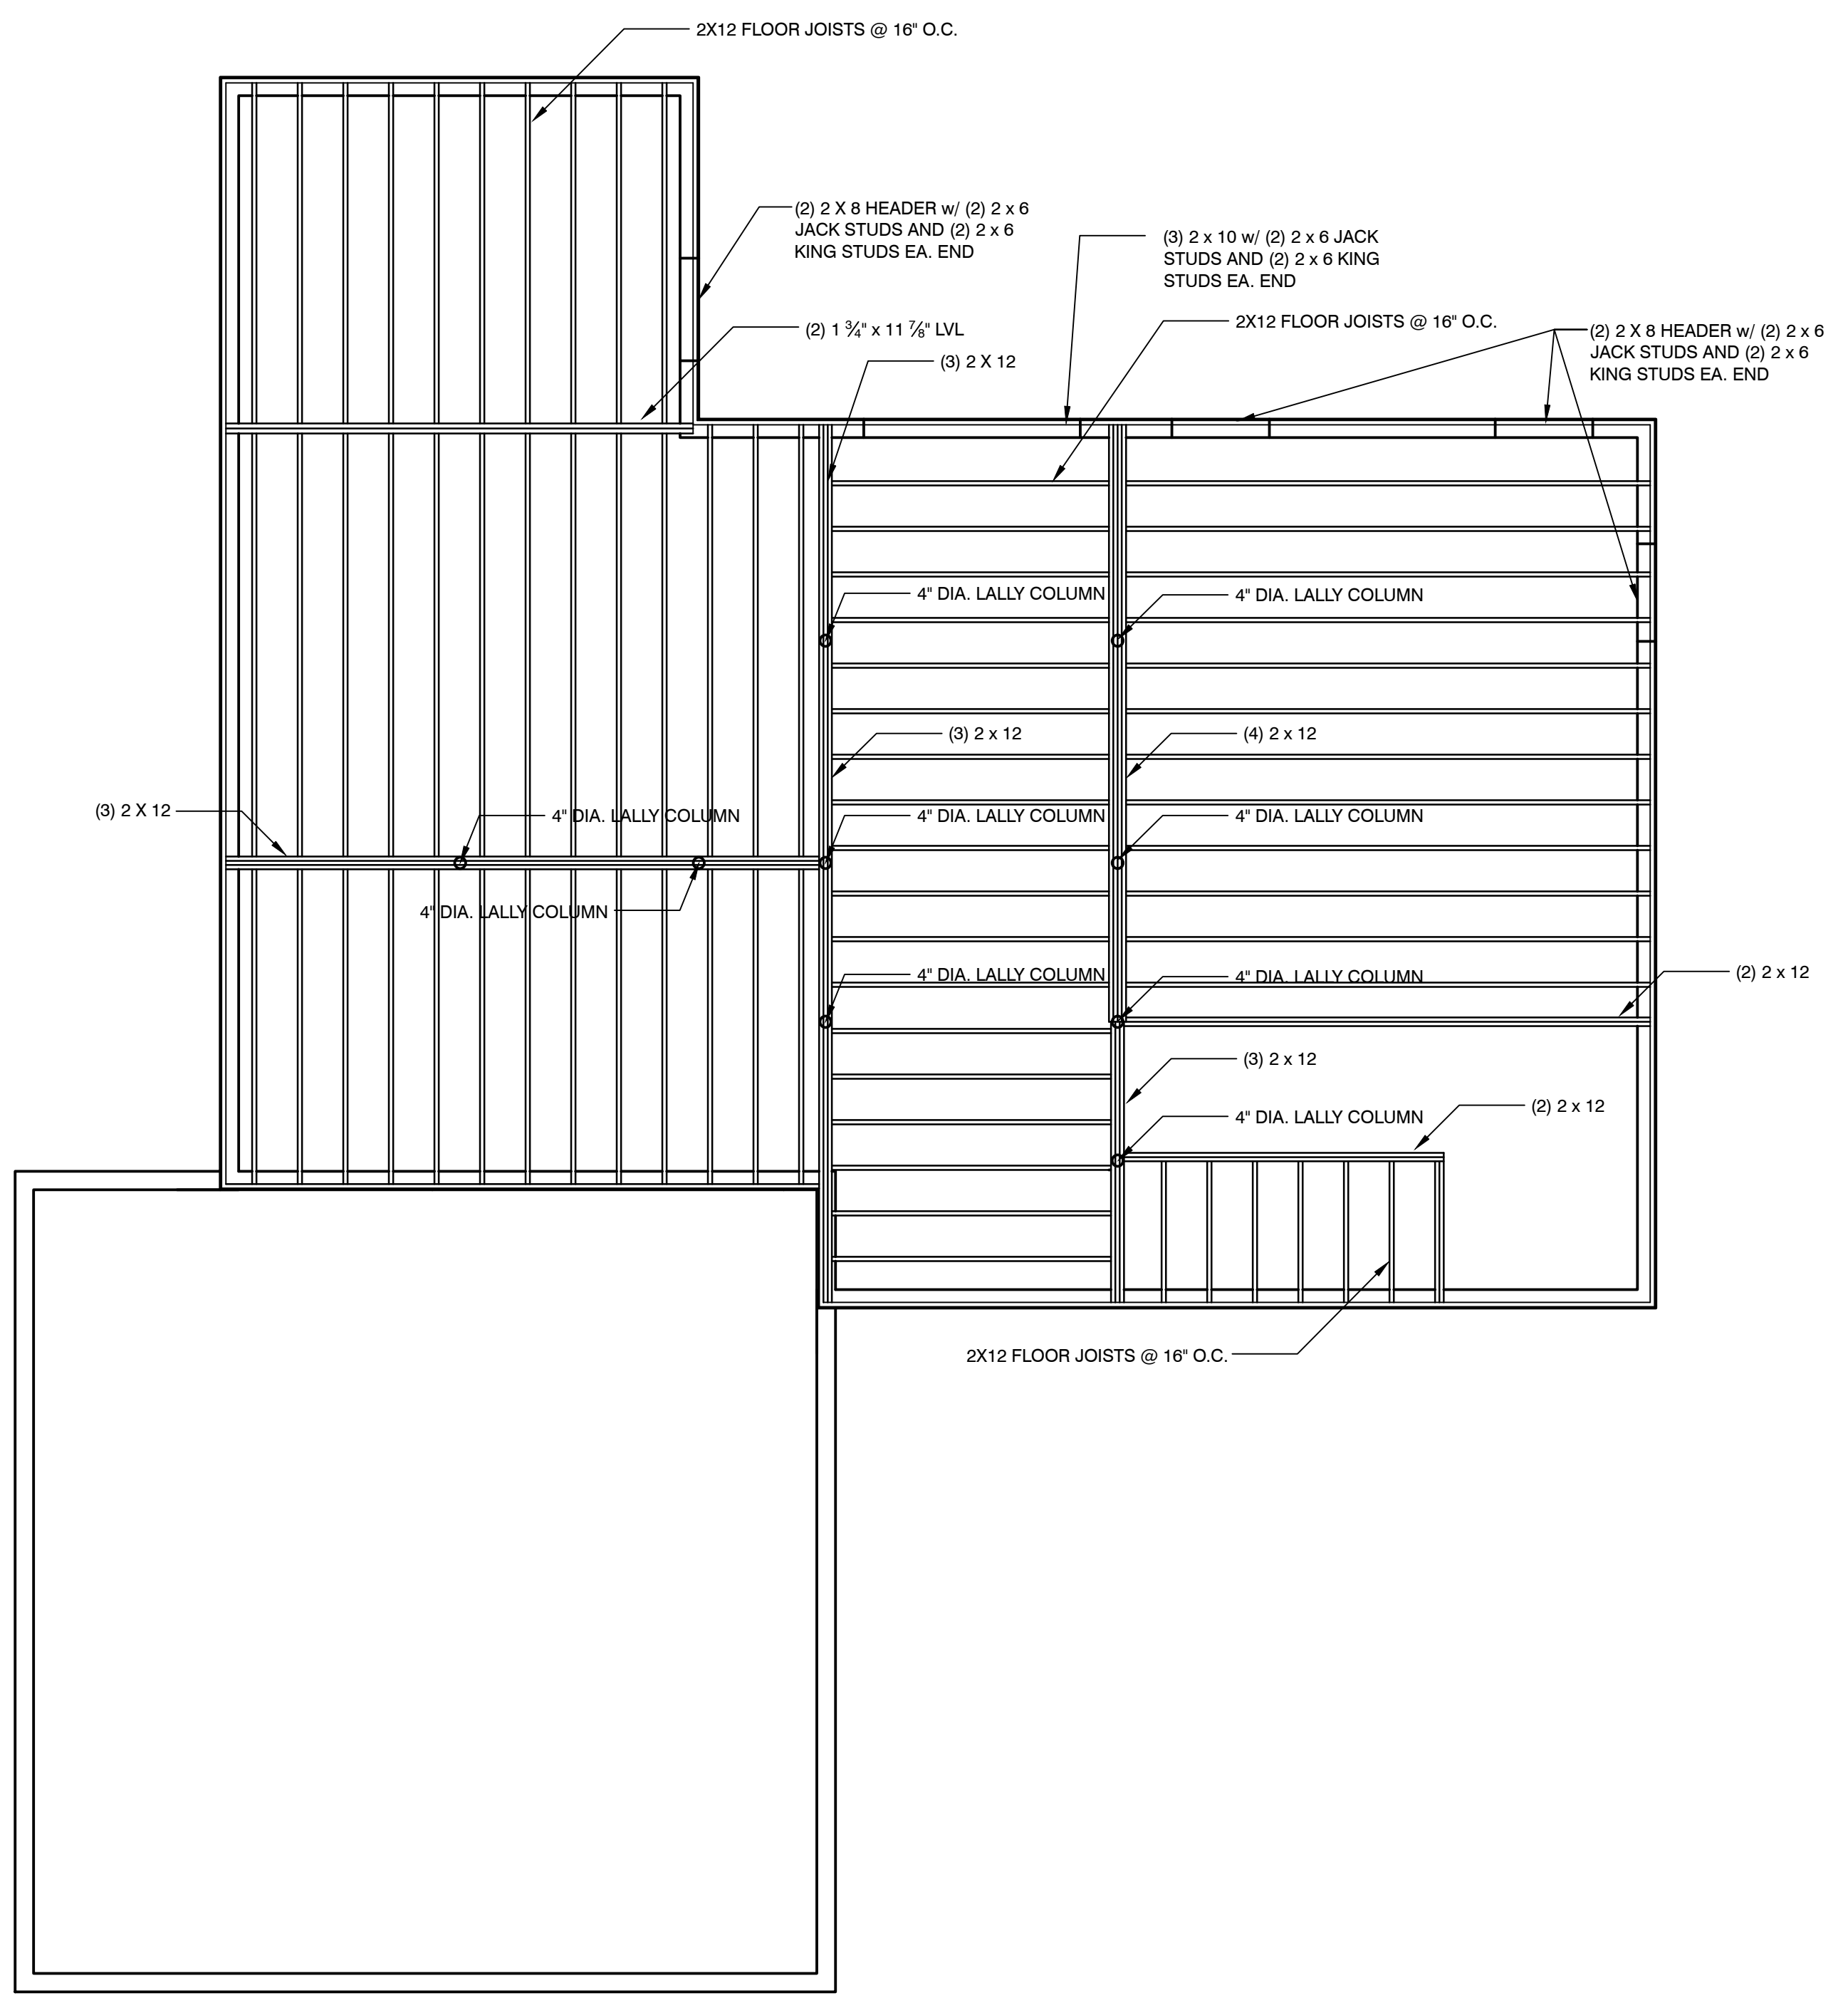 2X12 FLOOR JOISTS @ 16" O.C.
(2) 2 X 8 HEADER w/ (2) 2 x 6
JACK STUDS AND (2) 2 x 6
KING STUDS EA. END
(3) 2 x 10 w/ (2) 2 x 6 JACK
STUDS AND (2) 2 x 6 KING
STUDS EA. END
(2) 1 ¾" x 11 ⅞" LVL
2X12 FLOOR JOISTS @ 16" O.C.
(2) 2 X 8 HEADER w/ (2) 2 x 6
JACK STUDS AND (2) 2 x 6
KING STUDS EA. END
(3) 2 X 12
4" DIA. LALLY COLUMN
4" DIA. LALLY COLUMN
(3) 2 x 12
(4) 2 x 12
(3) 2 X 12
4" DIA. LALLY COLUMN
4" DIA. LALLY COLUMN
4" DIA. LALLY COLUMN
4" DIA. LALLY COLUMN
4" DIA. LALLY COLUMN
4" DIA. LALLY COLUMN
(2) 2 x 12
(3) 2 x 12
(2) 2 x 12
4" DIA. LALLY COLUMN
2X12 FLOOR JOISTS @ 16" O.C.